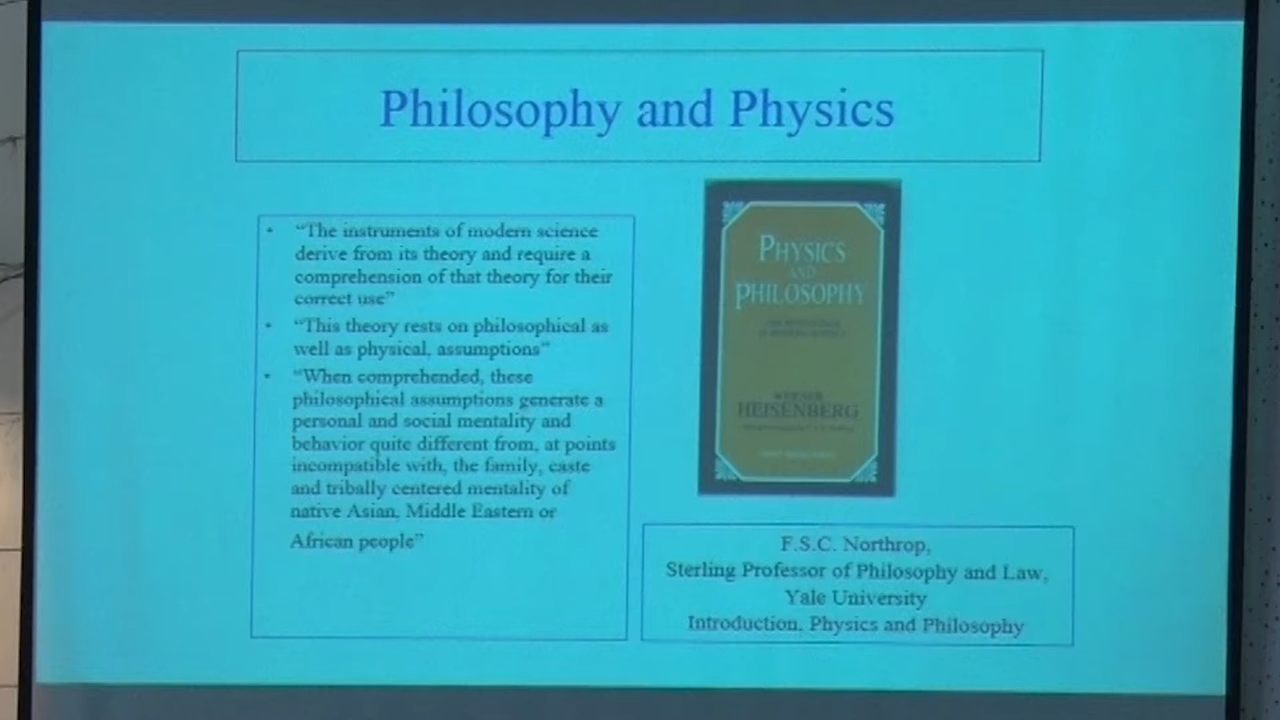 Philosophy and Physics
• “The instruments of modern science
derive from its theory and require a
comprehension of that theory for their
correct use”
• “This theory rests on philosophical as
well as physical, assumptions”
• “When comprehended, these
philosophical assumptions generate a
personal and social mentality and
behavior quite different from, at points
incompatible with, the family, caste
and tribally centered mentality of
native Asian, Middle Eastern or
African people”
PHYSICS
AND
PHILOSOPHY
WERNER
HEISENBERG
F.S.C. Northrop,
Sterling Professor of Philosophy and Law,
Yale University
Introduction, Physics and Philosophy